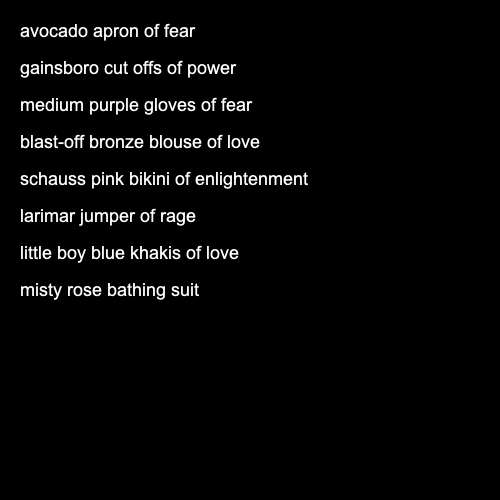 avocado apron of fear
gainsboro cut offs of power
medium purple gloves of fear
blast-off bronze blouse of love
schauss pink bikini of enlightenment
larimar jumper of rage
little boy blue khakis of love
misty rose bathing suit